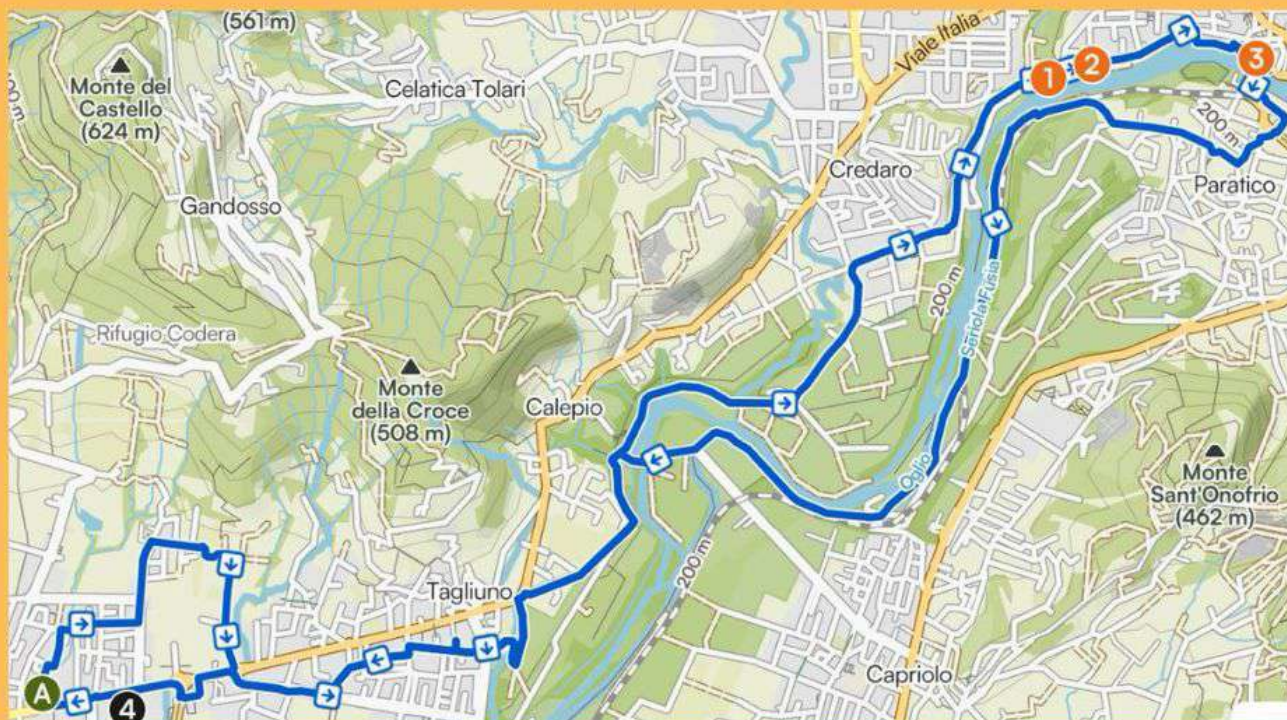 (561 m)
Monte del
Castello
(624 m)
Celatica Tolari
Viale Italia
1
2
3
200 m
Credaro
Paratico
Gandosso
200 m
Seriola Fusia
Rifugio Codera
Monte
della Croce
(508 m)
Calepio
Oglio
Monte
Sant'Onofrio
(462 m)
200 m
Tagliuno
Capriolo
A
4